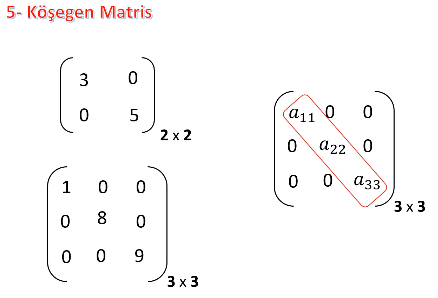 5- Köşegen Matris
3 0
0 5
2 x 2
1 0 0
0 8 0
0 0 9
3 x 3
a₁₁ 0 0
0 a₂₂ 0
0 0 a₃₃
3 x 3